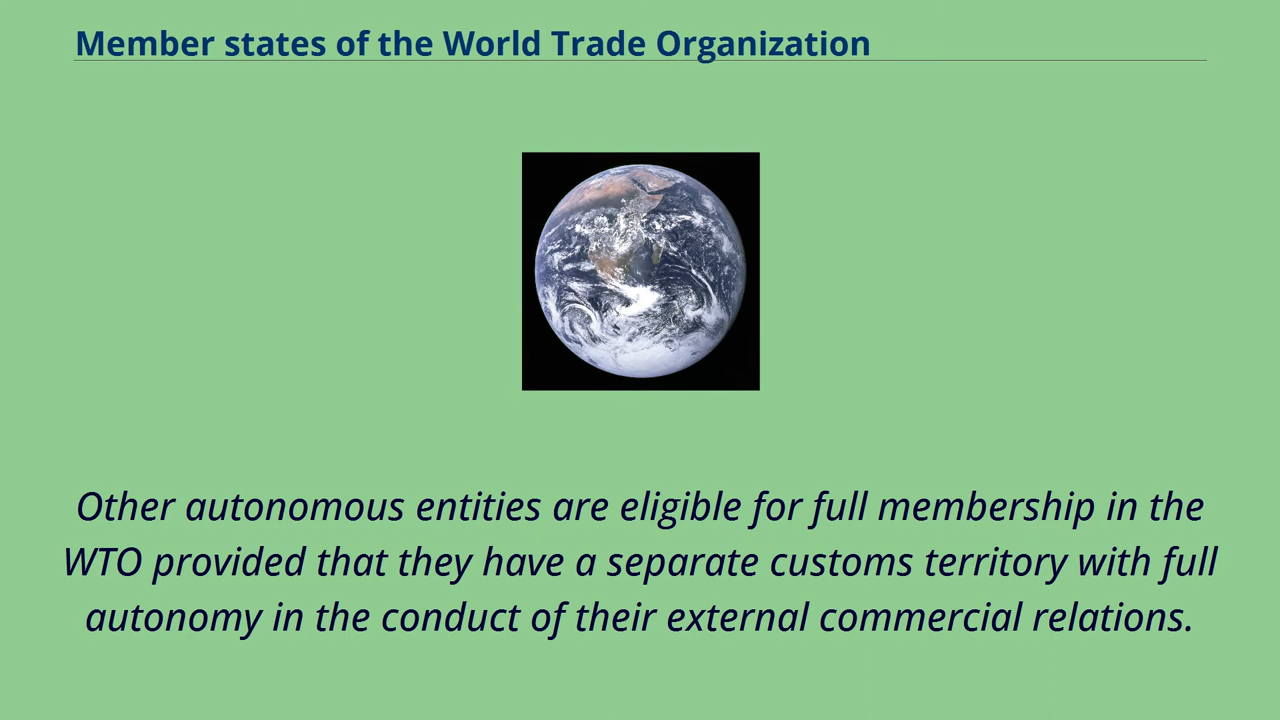 Member states of the World Trade Organization
Other autonomous entities are eligible for full membership in the
WTO provided that they have a separate customs territory with full
autonomy in the conduct of their external commercial relations.